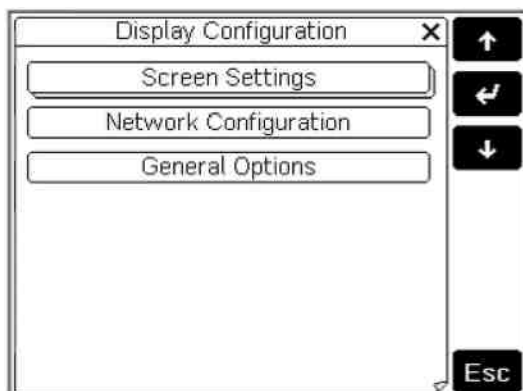 Display Configuration
Screen Settings
Network Configuration
General Options
Esc